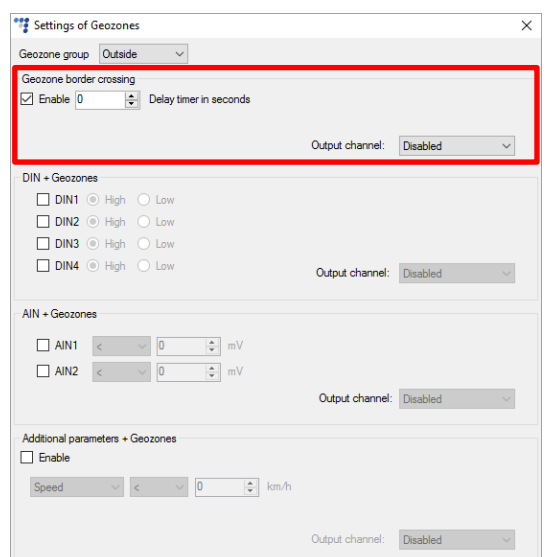 Settings of Geozones
Geozone group Outside
Geozone border crossing
Enable 0 Delay timer in seconds
Output channel: Disabled
DIN + Geozones
DIN1 High Low
DIN2 High Low
DIN3 High Low
DIN4 High Low
Output channel: Disabled
AIN + Geozones
AIN1 < 0 mV
AIN2 < 0 mV
Output channel: Disabled
Additional parameters + Geozones
Enable
Speed < 0 km/h
Output channel: Disabled